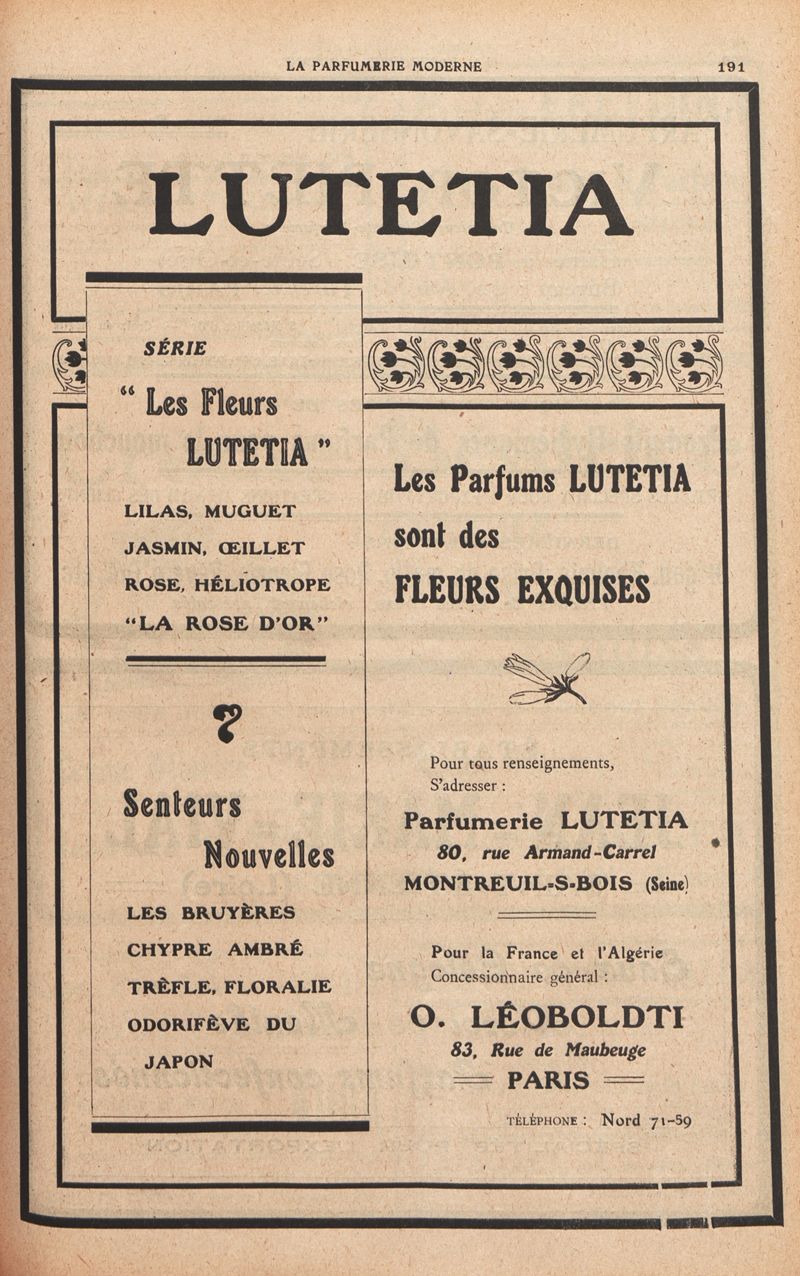 LA PARFUMERIE MODERNE
191
LUTETIA
SÉRIE
“ Les Fleurs
LUTETIA ”
LILAS, MUGUET
JASMIN, ŒILLET
ROSE, HÉLIOTROPE
“LA ROSE D’OR”
?
Senteurs
Nouvelles
LES BRUYÈRES
CHYPRE AMBRÉ
TRÈFLE, FLORALIE
ODORIFÈVE DU
JAPON
Les Parfums LUTETIA
sont des
FLEURS EXQUISES
Pour tous renseignements,
S’adresser :
Parfumerie LUTETIA
80, rue Armand-Carrel
MONTREUIL-S-BOIS (Seine)
Pour la France et l’Algérie
Concessionnaire général :
O. LÉOBOLDTI
83, Rue de Maubeuge
PARIS
TÉLÉPHONE : Nord 71-59